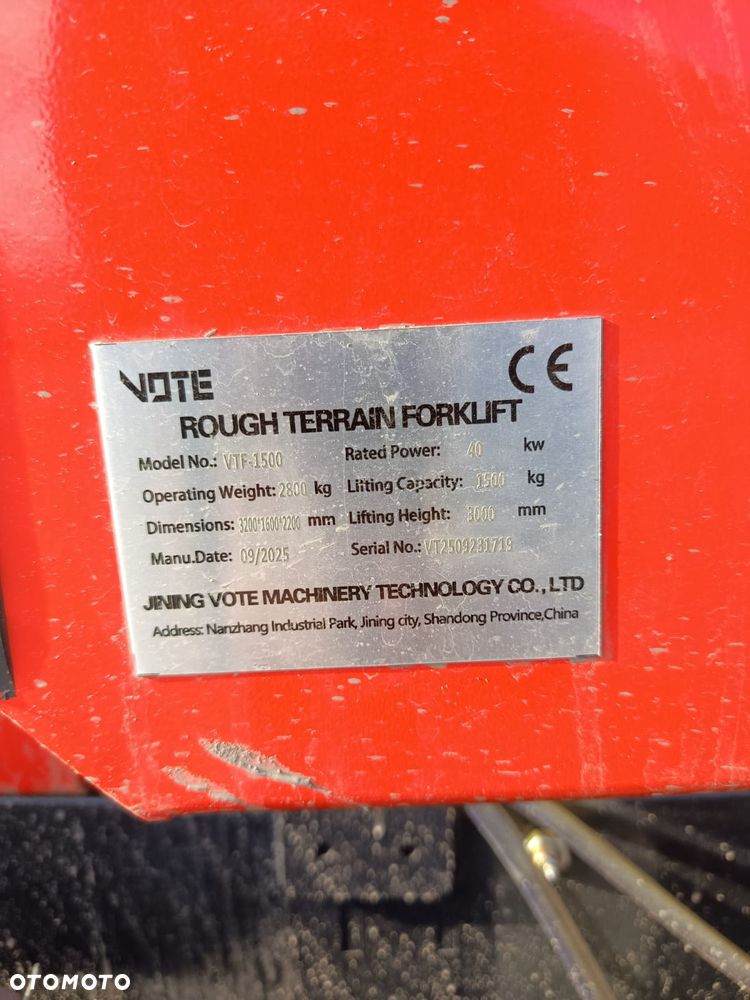 VOTE CE
ROUGH TERRAIN FORKLIFT
Model No.: VTF-1500 Rated Power: 40 kw
Operating Weight: 2800 kg Lilting Capacity: 1500 kg
Dimensions: 3200*1600*2200 mm Lifting Height: 3000 mm
Manu.Date: 09/2025 Serial No.: VT2509231719
JINING VOTE MACHINERY TECHNOLOGY CO., LTD
Address: Nanzhang Industrial Park, Jining city, Shandong Province,China
OTOMOTO